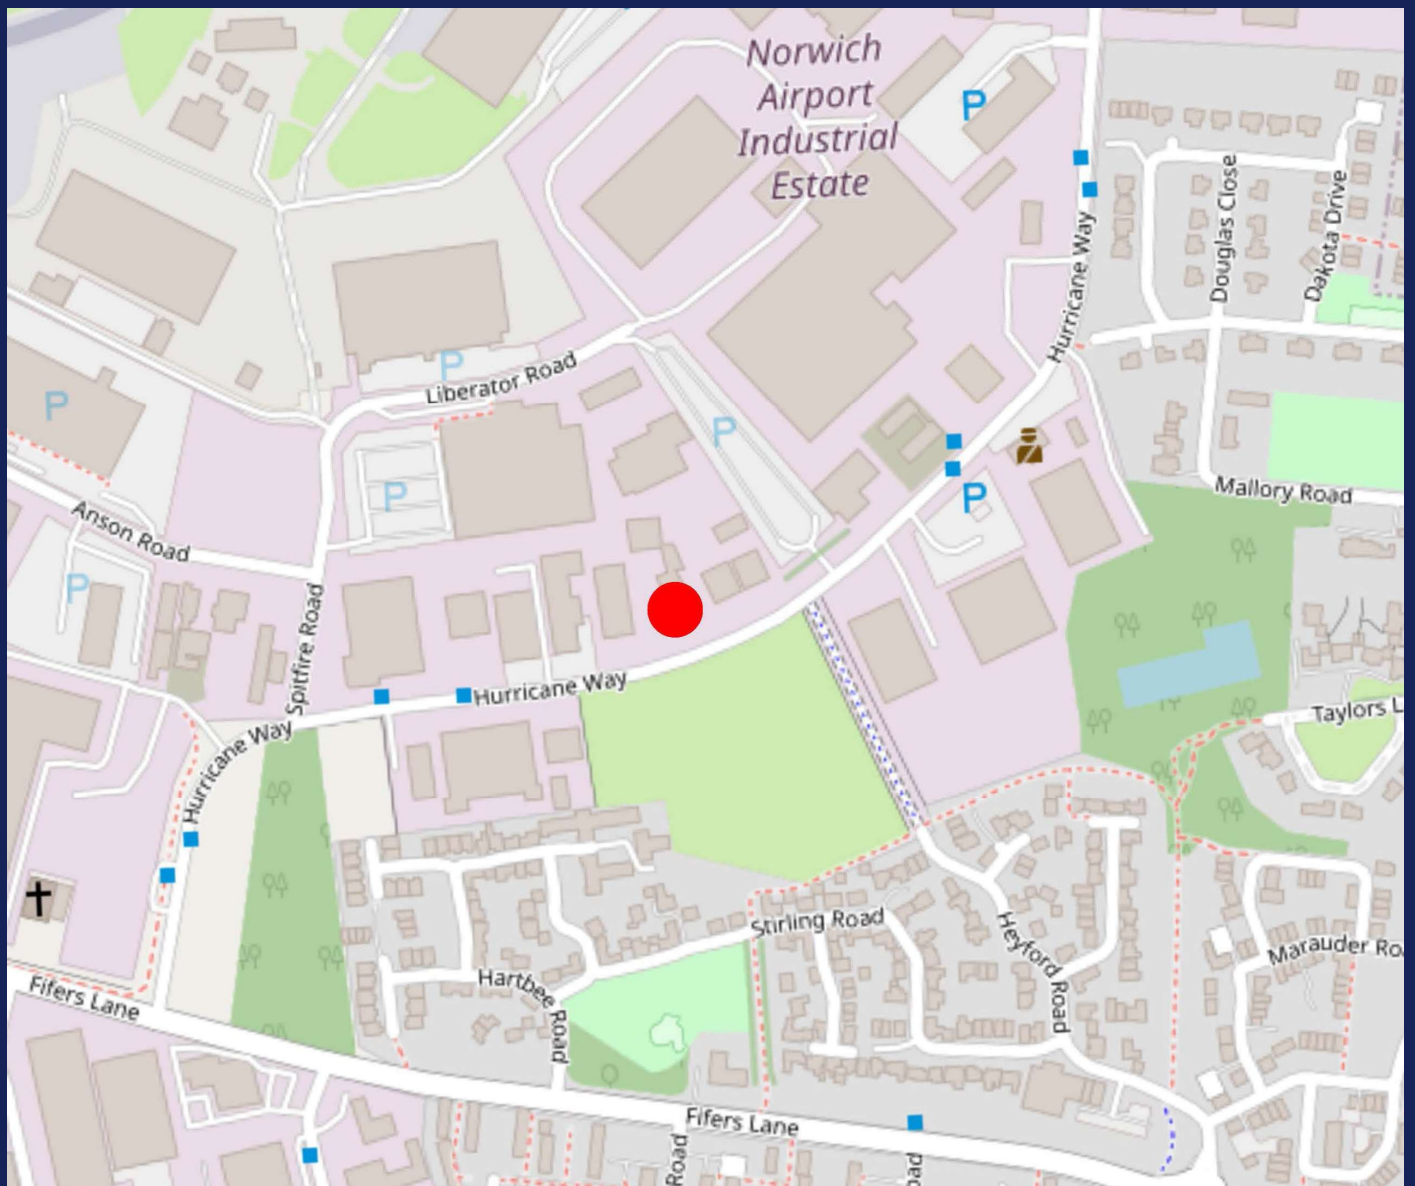 Norwich
Airport
Industrial
Estate
P
Douglas Close
Dakota Drive
Hurricane Way
P
Liberator Road
P
P
P
P
Mallory Road
Anson Road
P
Spitfire Road
Hurricane Way
Taylors L
Hurricane Way
Stirling Road
Heyford Road
Marauder Ro
Hartbee Road
Fifers Lane
Fifers Lane
Road
oad